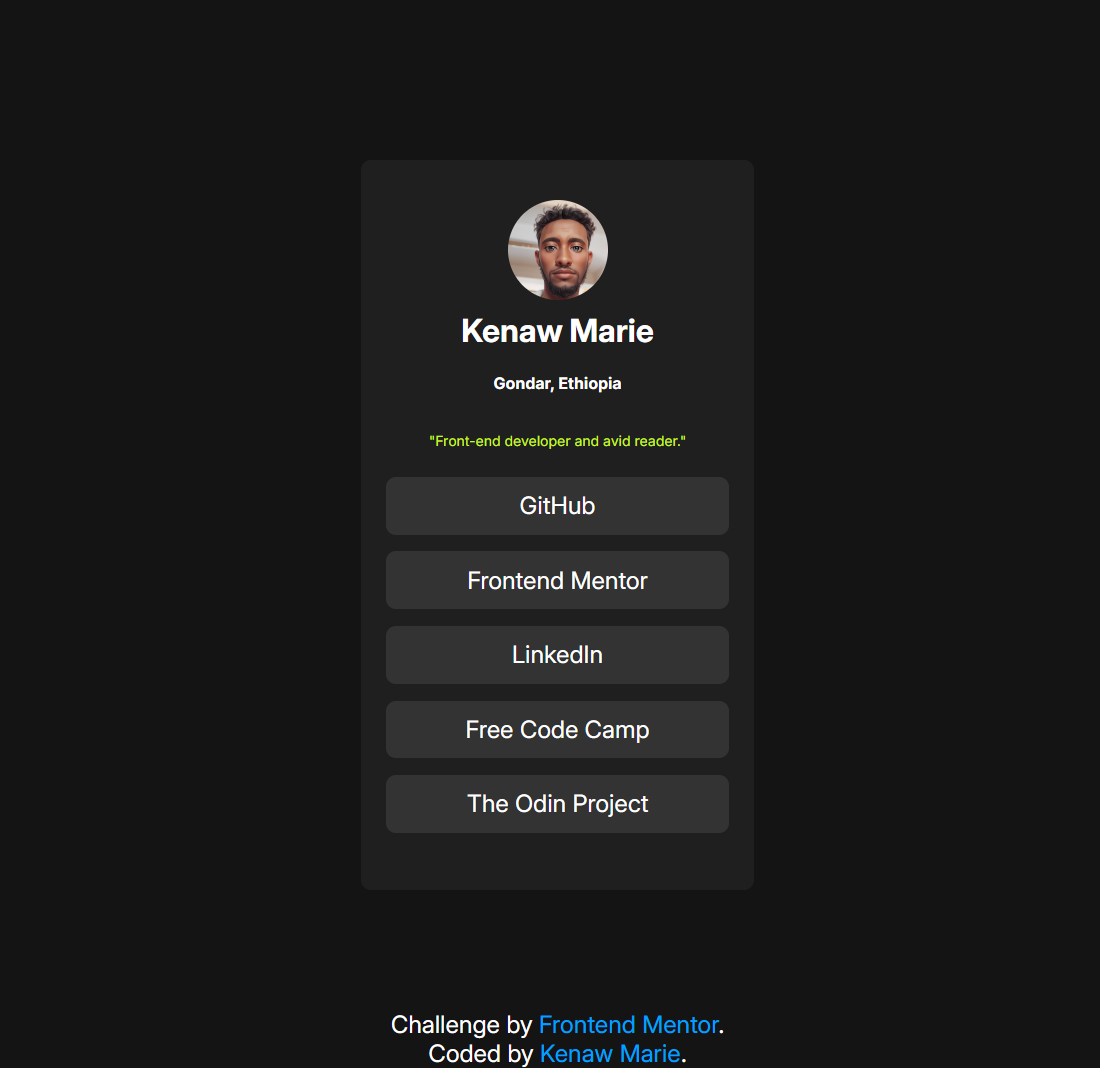 Kenaw Marie
Gondar, Ethiopia
"Front-end developer and avid reader."
GitHub
Frontend Mentor
LinkedIn
Free Code Camp
The Odin Project
Challenge by Frontend Mentor.
Coded by Kenaw Marie.